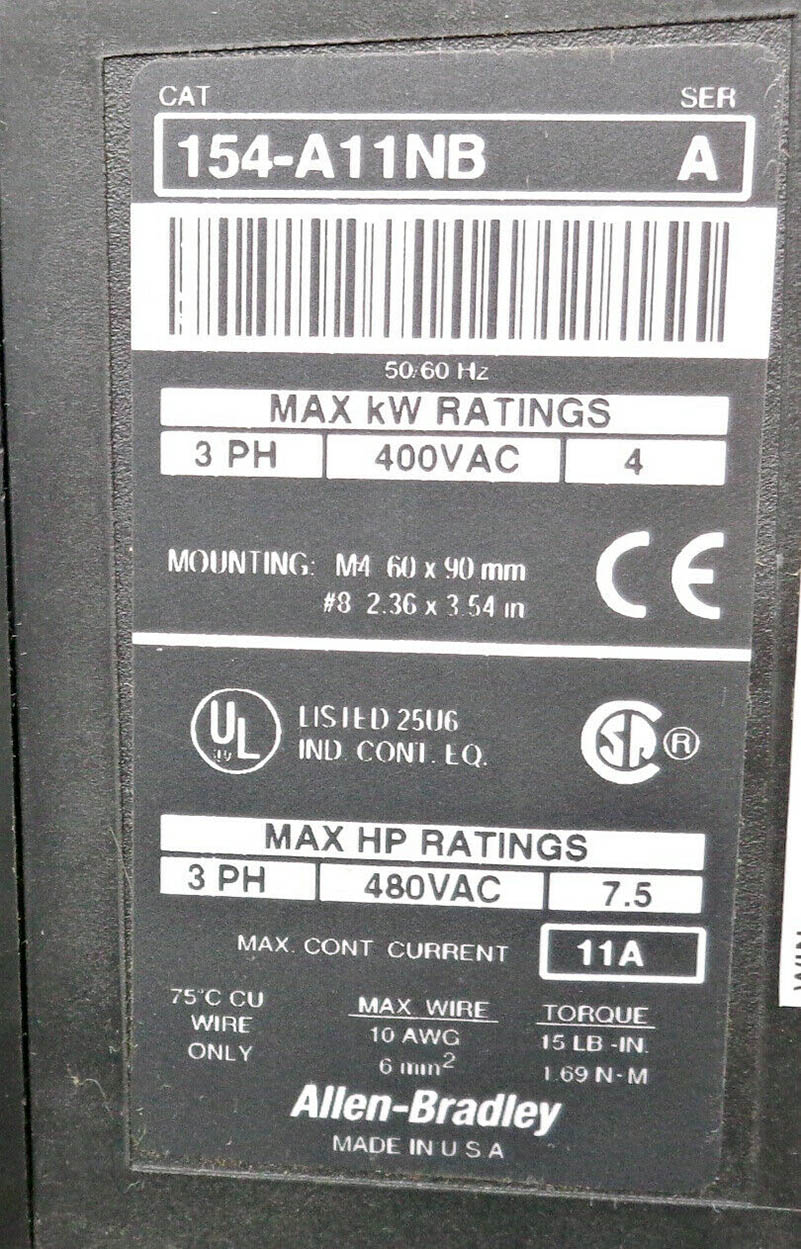 CAT SER
154-A11NB A
50/60 Hz
MAX kW RATINGS
3 PH 400VAC 4
MOUNTING: M4 60 x 90 mm
#8 2.36 x 3.54 in
CE
UL LISTED 25U6
IND. CONT. EQ.
SA ®
MAX HP RATINGS
3 PH 480VAC 7.5
MAX. CONT CURRENT 11A
75°C CU
WIRE
ONLY
MAX. WIRE
10 AWG
6 mm²
TORQUE
15 LB-IN.
1.69 N-M
Allen-Bradley
MADE IN U S A